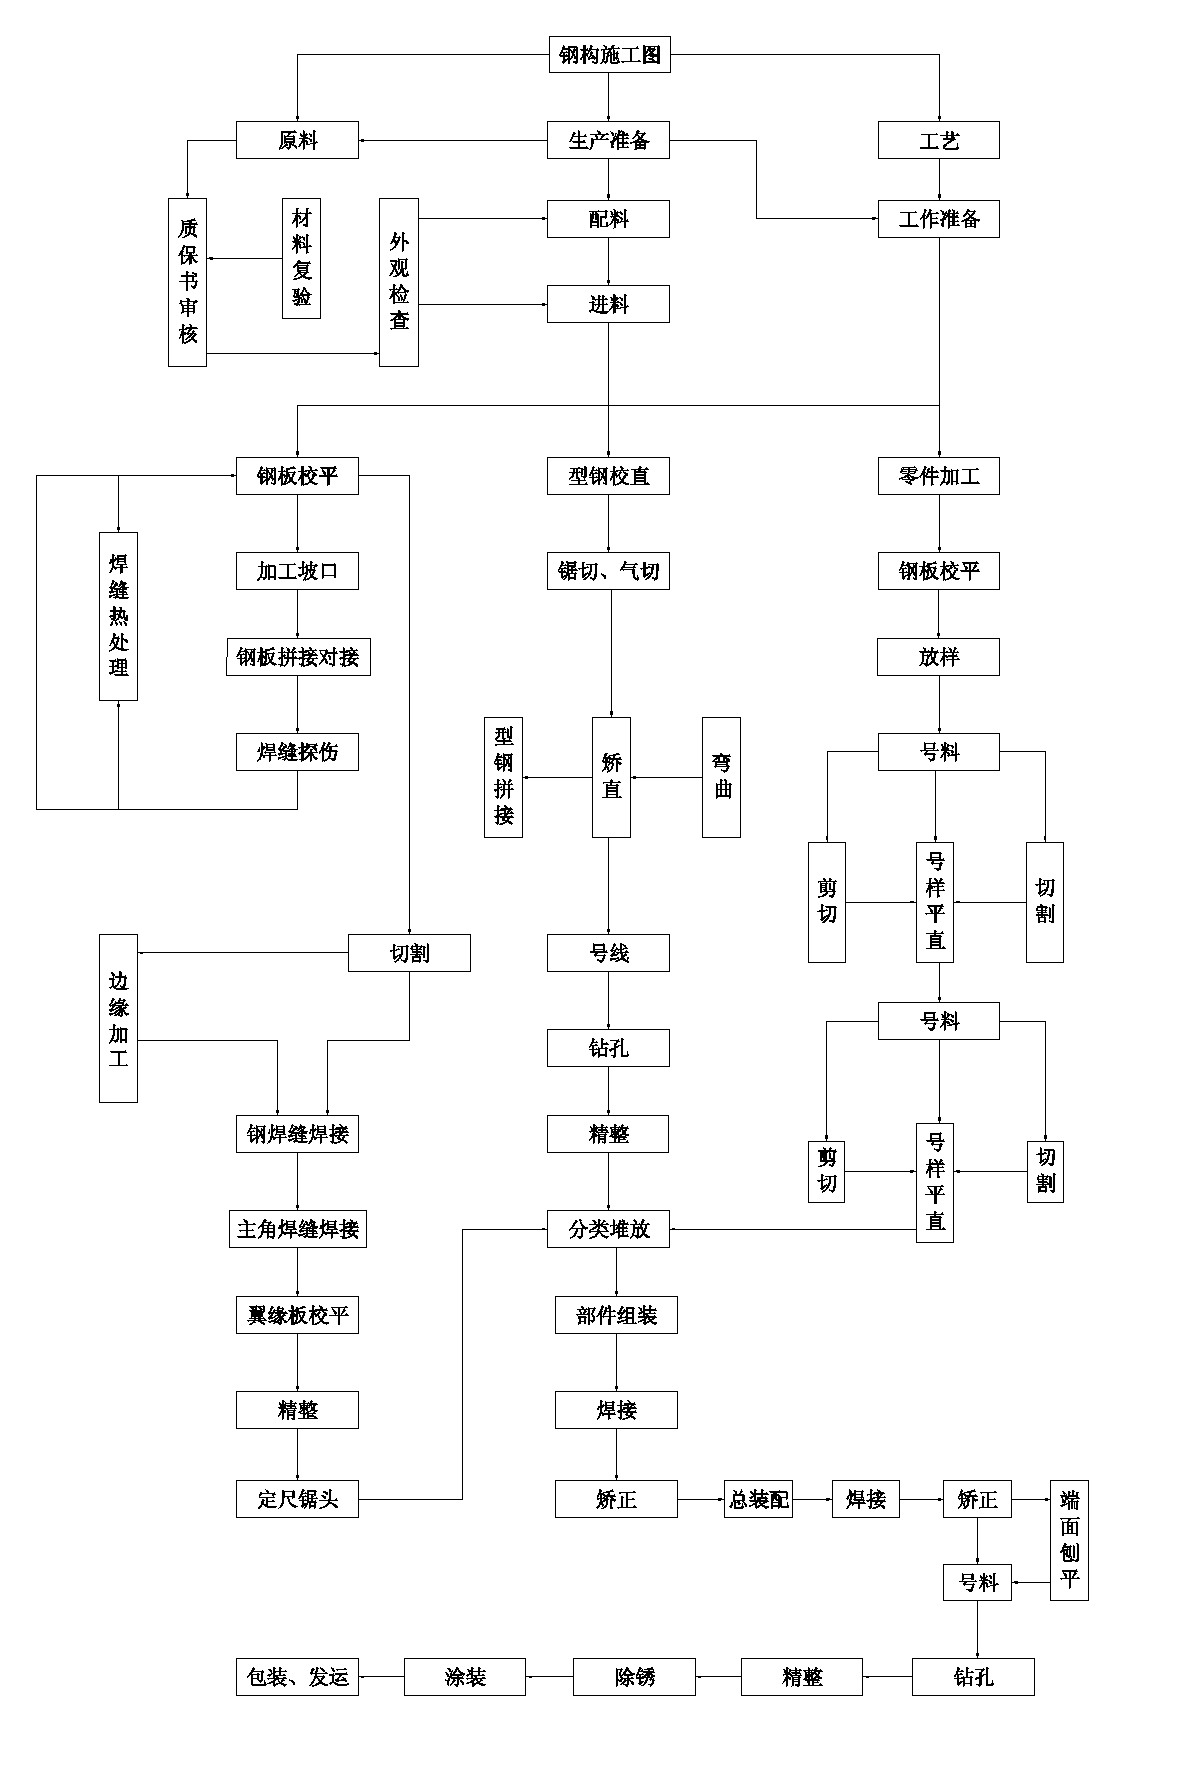 钢构施工图
原料
生产准备
工艺
质保书审核
材料复验
外观检查
配料
工作准备
进料
钢板校平
型钢校直
零件加工
焊缝热处理
加工坡口
锯切、气切
钢板校平
钢板拼接对接
放样
焊缝探伤
型钢拼接
矫直
弯曲
号料
剪切
号样平直
切割
边缘加工
切割
号线
号料
钻孔
钢焊缝焊接
精整
剪切
号样平直
切割
主角焊缝焊接
分类堆放
翼缘板校平
部件组装
精整
焊接
定尺锯头
矫正
总装配
焊接
矫正
端面刨平
号料
包装、发运
涂装
除锈
精整
钻孔